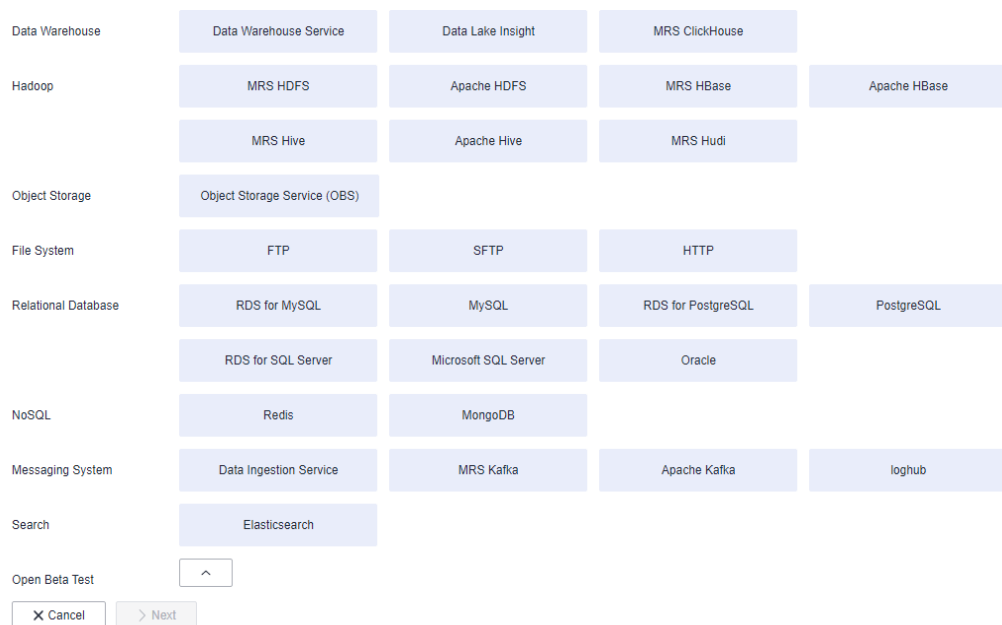 Data Warehouse Data Warehouse Service Data Lake Insight MRS ClickHouse
Hadoop MRS HDFS Apache HDFS MRS HBase Apache HBase
MRS Hive Apache Hive MRS Hudi
Object Storage Object Storage Service (OBS)
File System FTP SFTP HTTP
Relational Database RDS for MySQL MySQL RDS for PostgreSQL PostgreSQL
RDS for SQL Server Microsoft SQL Server Oracle
NoSQL Redis MongoDB
Messaging System Data Ingestion Service MRS Kafka Apache Kafka loghub
Search Elasticsearch
Open Beta Test
Cancel Next